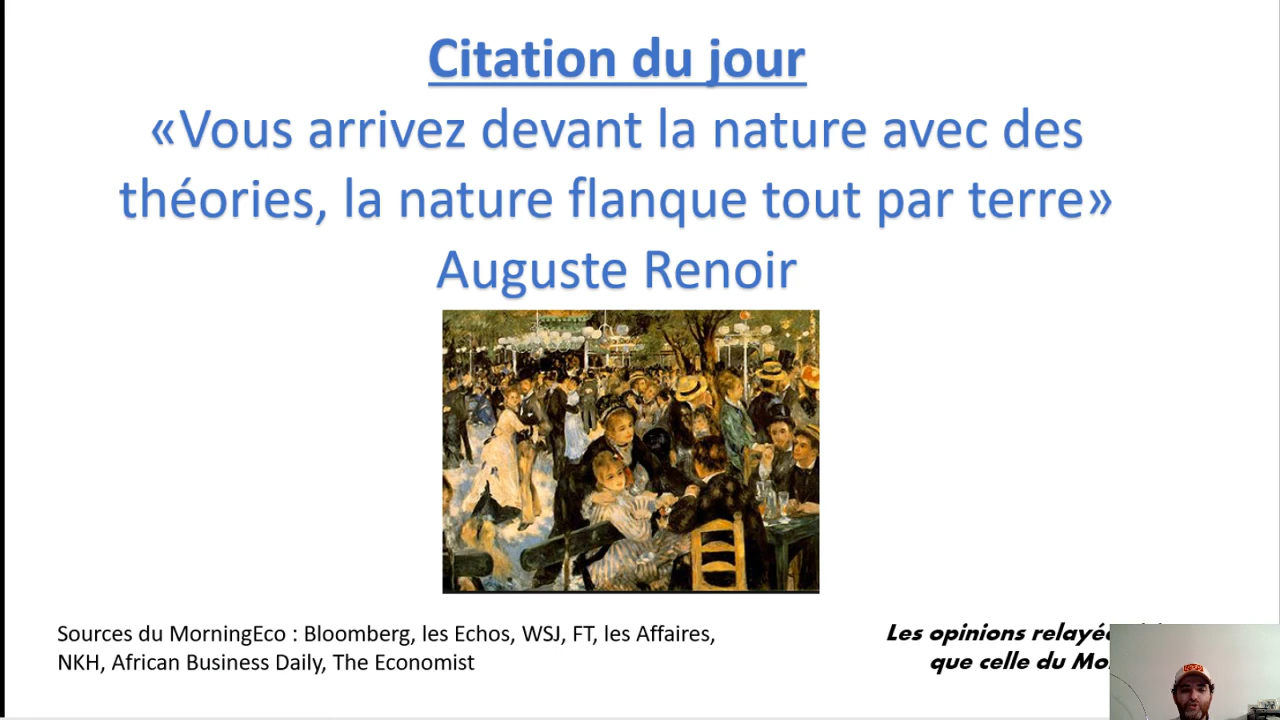 Citation du jour
«Vous arrivez devant la nature avec des
théories, la nature flanque tout par terre»
Auguste Renoir
Sources du MorningEco : Bloomberg, les Echos, WSJ, FT, les Affaires,
NKH, African Business Daily, The Economist
Les opinions
que celle du